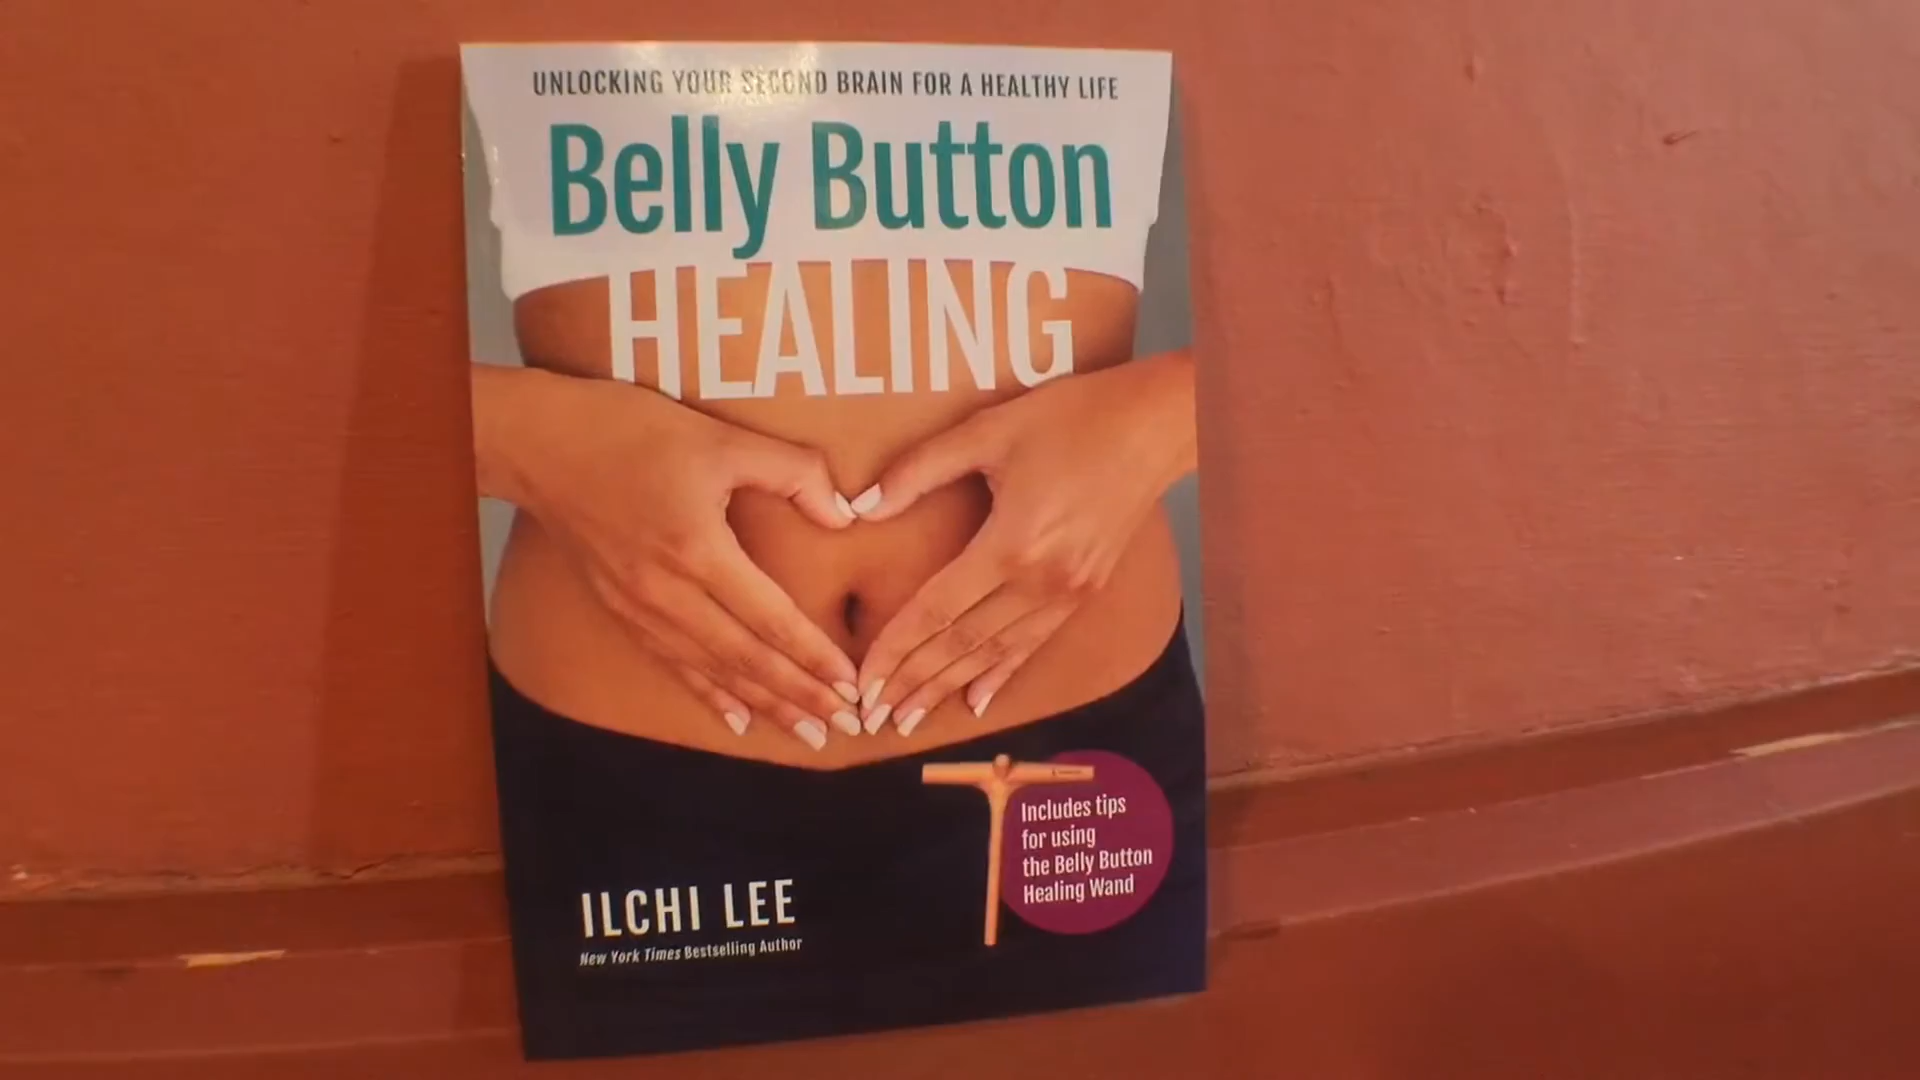 UNLOCKING YOUR SECOND BRAIN FOR A HEALTHY LIFE
Belly Button
HEALING
Includes tips
for using
the Belly Button
Healing Wand
ILCHI LEE
New York Times Bestselling Author